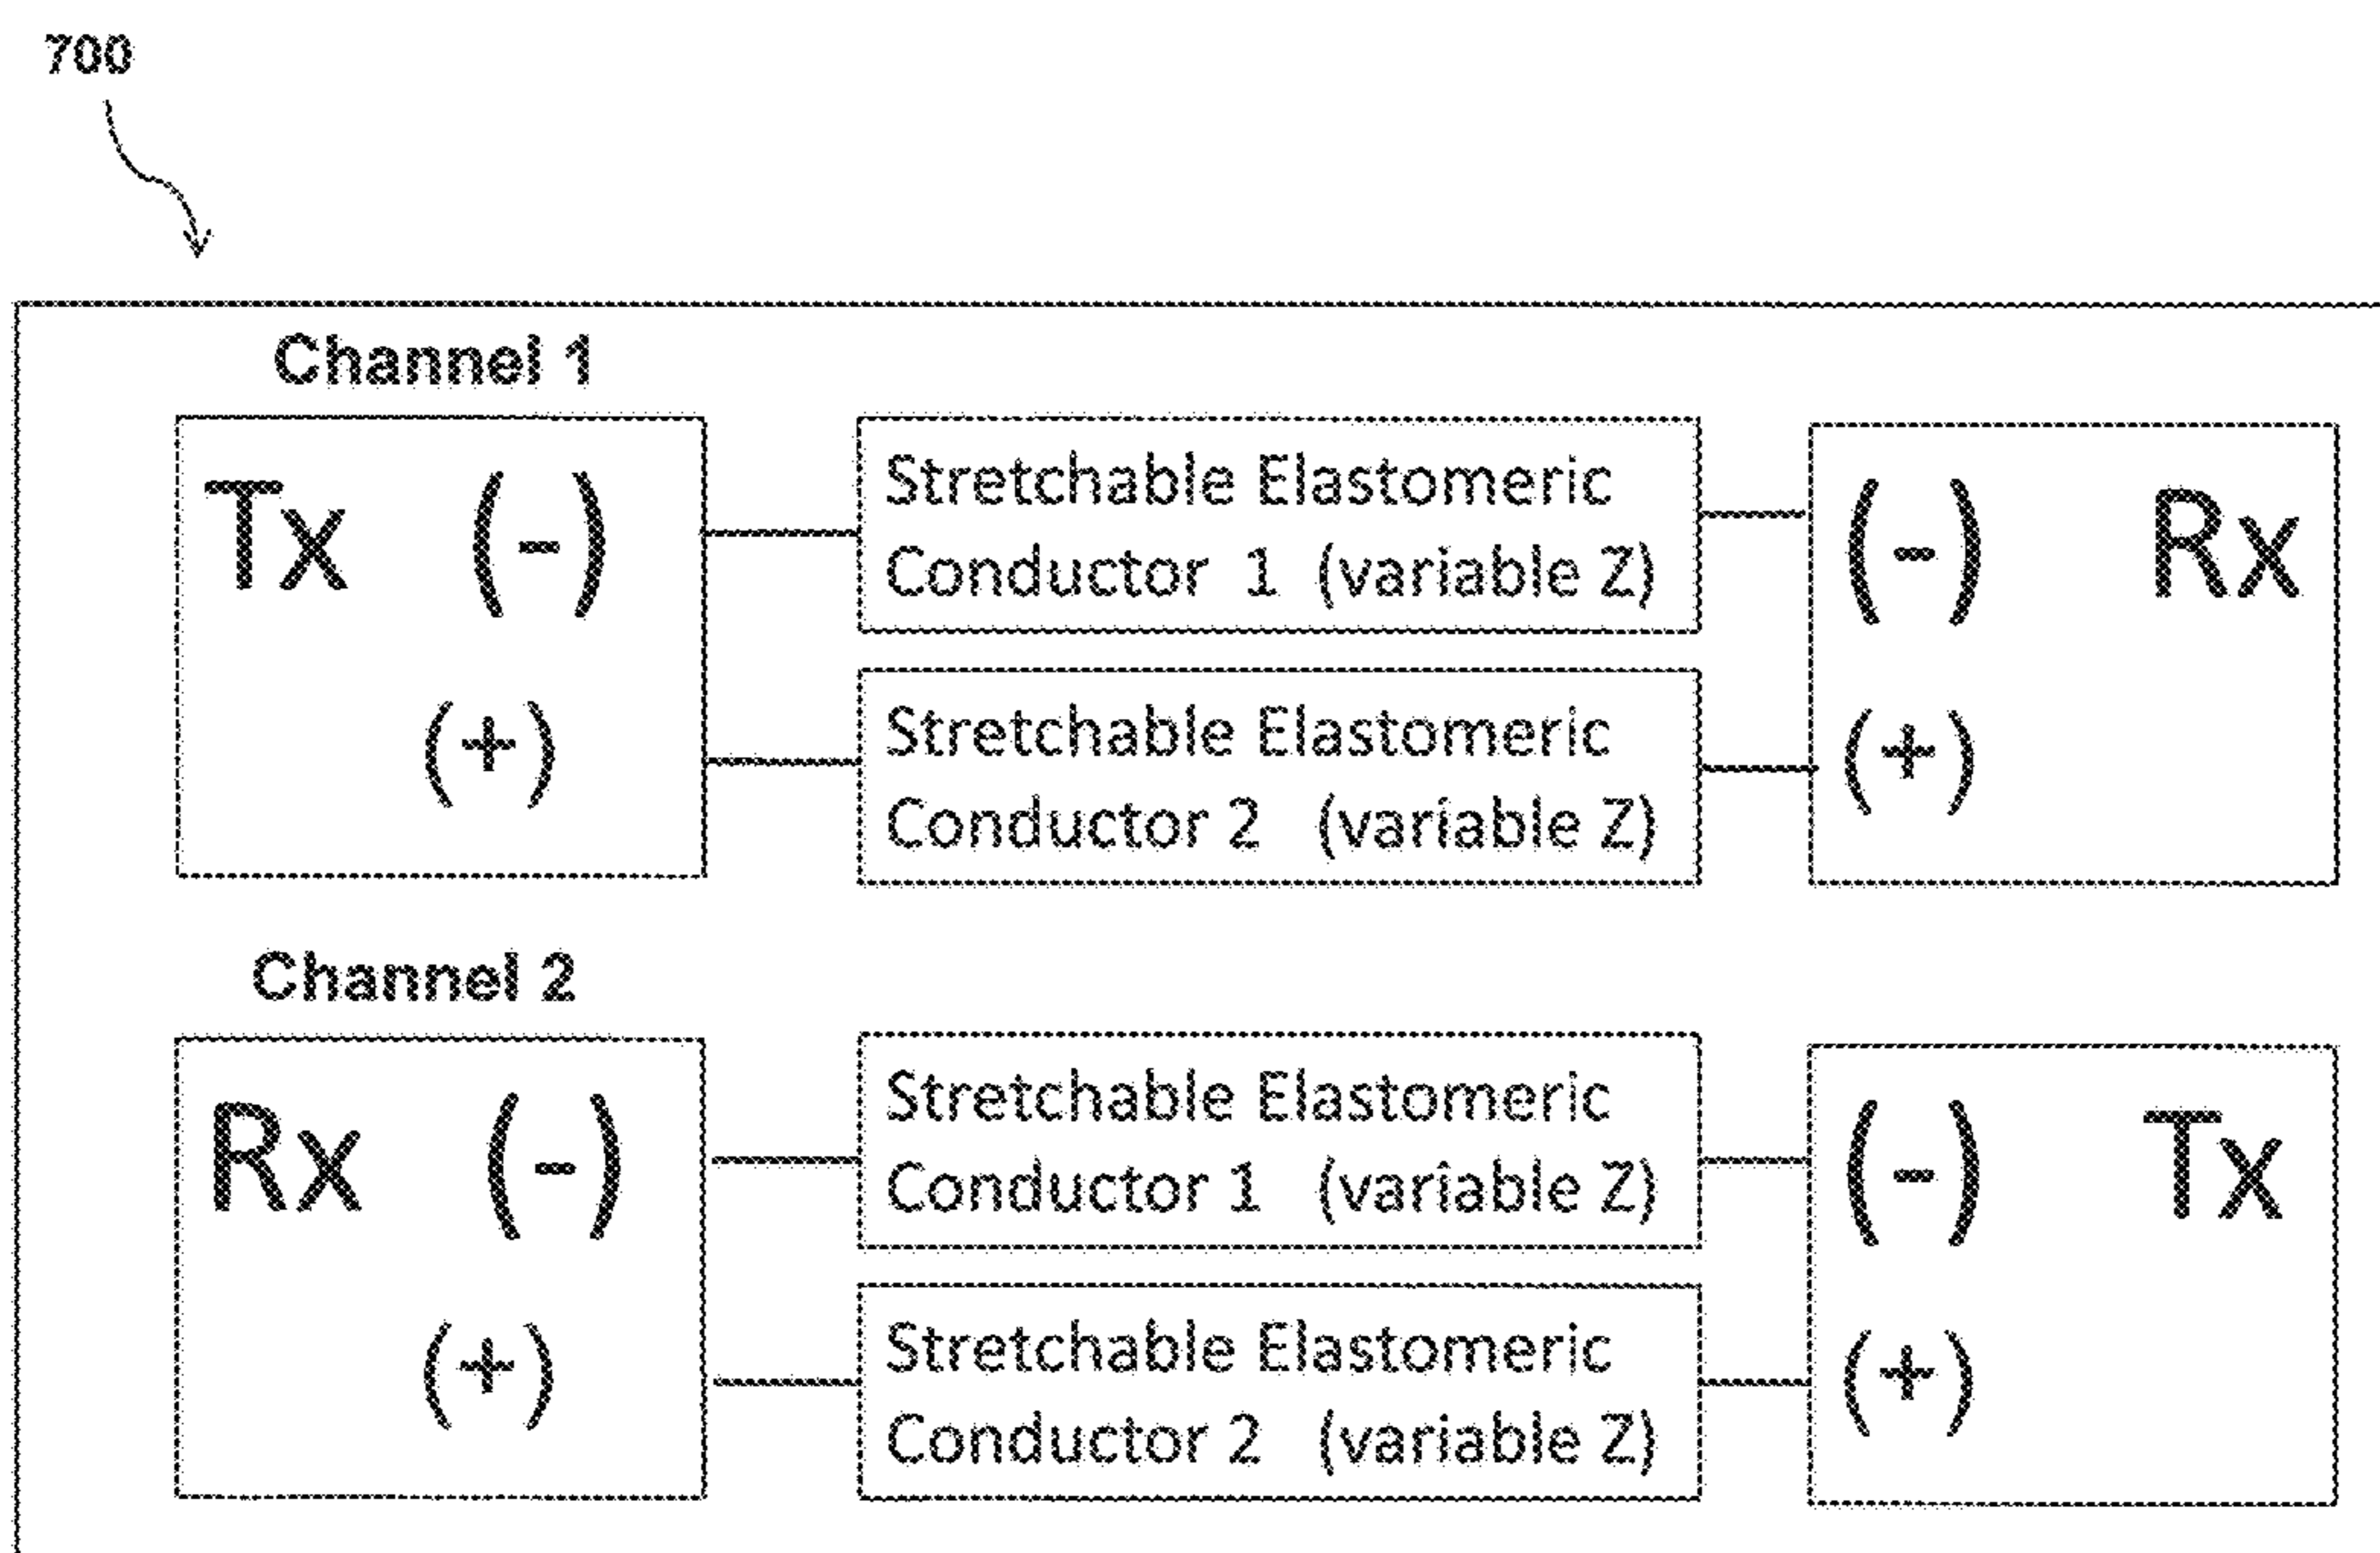 700
Channel 1
Tx (-)
(+)
Stretchable Elastomeric
Conductor 1 (variable Z)
Stretchable Elastomeric
Conductor 2 (variable Z)
(-) Rx
(+)
Channel 2
Rx (-)
(+)
Stretchable Elastomeric
Conductor 1 (variable Z)
Stretchable Elastomeric
Conductor 2 (variable Z)
(-) Tx
(+)